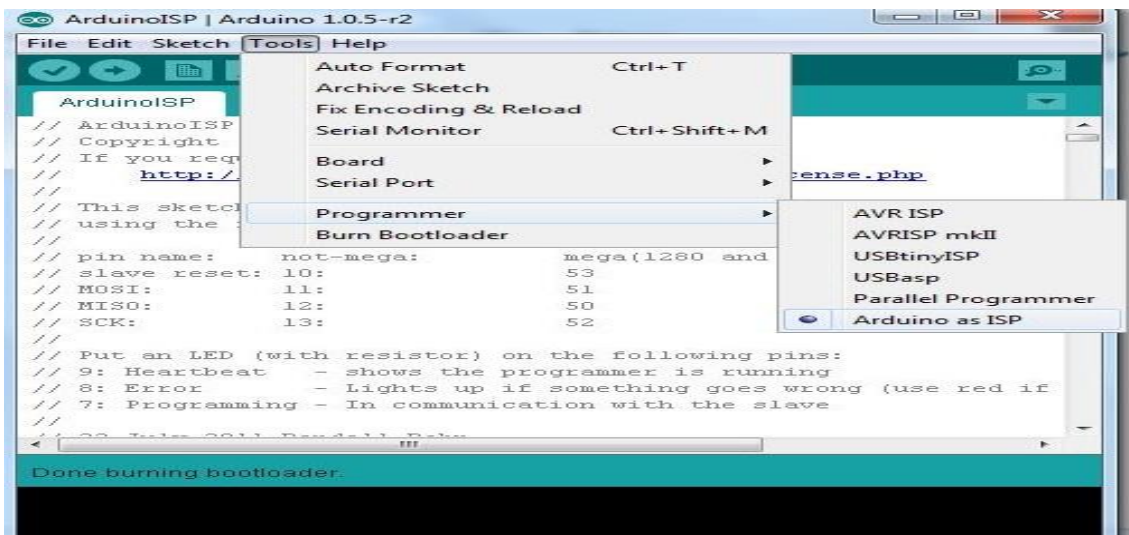 ArduinoISP | Arduino 1.0.5-r2
File Edit Sketch Tools Help
Auto Format Ctrl+T
Archive Sketch
Fix Encoding & Reload
Serial Monitor Ctrl+Shift+M
Board
Serial Port
Programmer
Burn Bootloader
AVR ISP
AVRISP mkII
USBtinyISP
USBasp
Parallel Programmer
Arduino as ISP
ArduinoISP
// ArduinoISP
// Copyright
// If you req
// http:/ cense.php
//
// This sketch
// using the
//
// pin name: not-mega: mega(1280 and
// slave reset: 10: 53
// MOSI: 11: 51
// MISO: 12: 50
// SCK: 13: 52
//
// Put an LED (with resistor) on the following pins:
// 9: Heartbeat - shows the programmer is running
// 8: Error - Lights up if something goes wrong (use red if
// 7: Programming - In communication with the slave
//
Done burning bootloader.